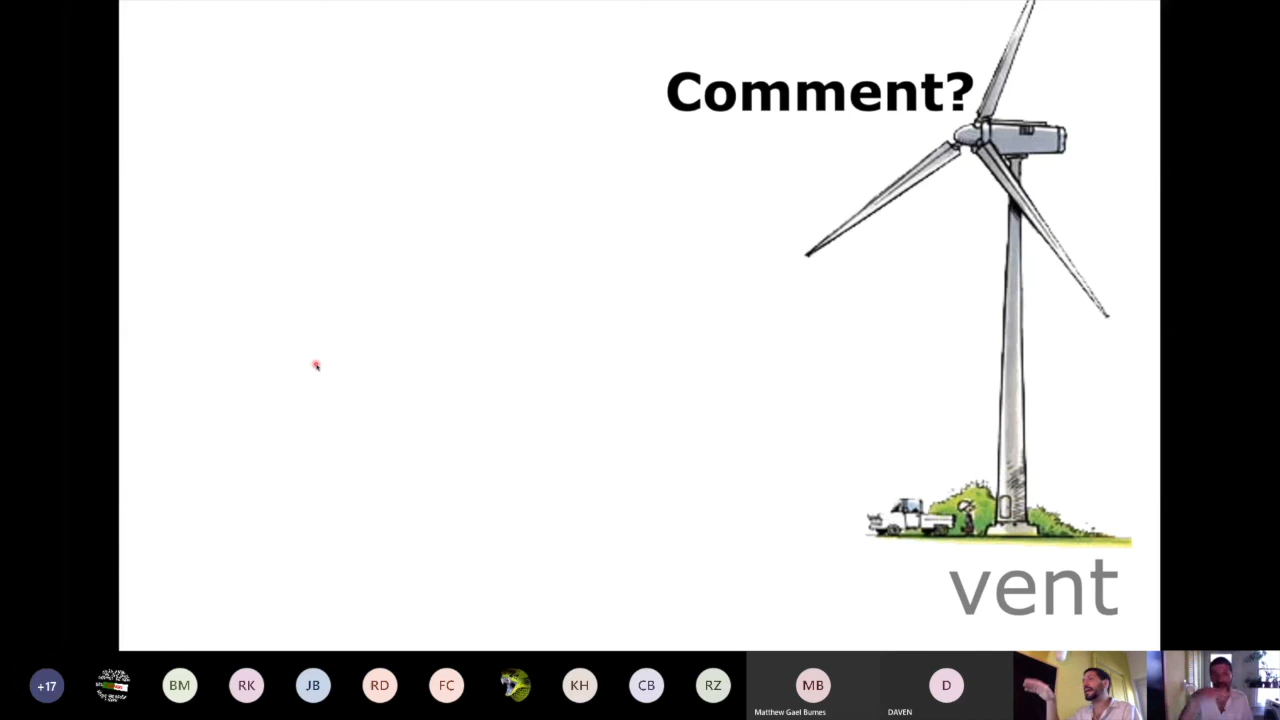 Comment?
vent
+17
BM
RK
JB
RD
FC
KH
CB
RZ
MB
D
Matthew Gael Burnes
DAVEN